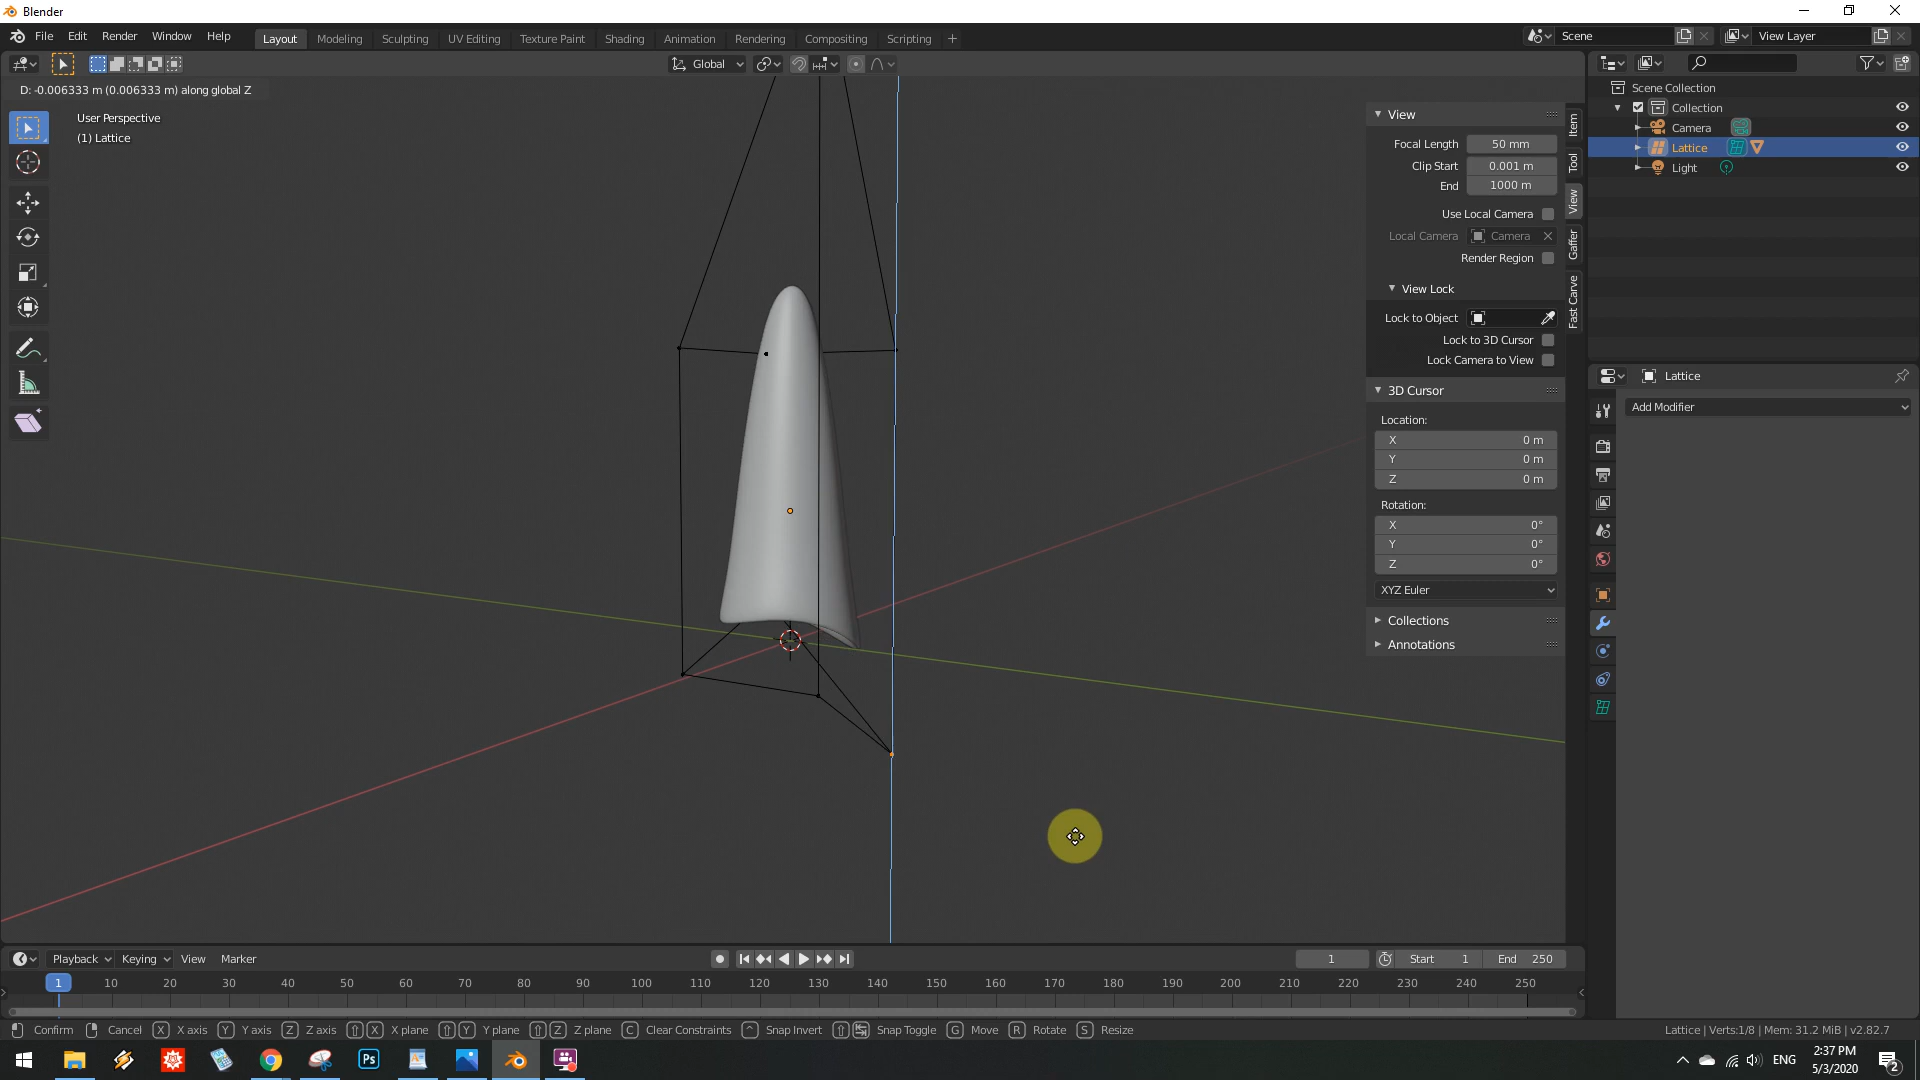 Blender
File Edit Render Window Help
Layout Modeling Sculpting UV Editing Texture Paint Shading Animation Rendering Compositing Scripting +
Scene
View Layer
Global
D: -0.006333 m (0.006333 m) along global Z
User Perspective
(1) Lattice
View
Focal Length 50 mm
Clip Start 0.001 m
End 1000 m
Use Local Camera
Local Camera Camera
Render Region
View Lock
Lock to Object
Lock to 3D Cursor
Lock Camera to View
3D Cursor
Location:
X 0 m
Y 0 m
Z 0 m
Rotation:
X 0°
Y 0°
Z 0°
XYZ Euler
Collections
Annotations
Item
Tool
View
Gaffer
Fast Carve
Scene Collection
Collection
Camera
Lattice
Light
Lattice
Add Modifier
Playback Keying View Marker
1 Start 1 End 250
1 10 20 30 40 50 60 70 80 90 100 110 120 130 140 150 160 170 180 190 200 210 220 230 240 250
Confirm Cancel X X axis Y Y axis Z Z axis X X plane Y Y plane Z Z plane C Clear Constraints ^ Snap Invert Snap Toggle G Move R Rotate S Resize
Lattice | Verts:1/8 | Mem: 31.2 MiB | v2.82.7
Ps
ENG
2:37 PM
5/3/2020
2